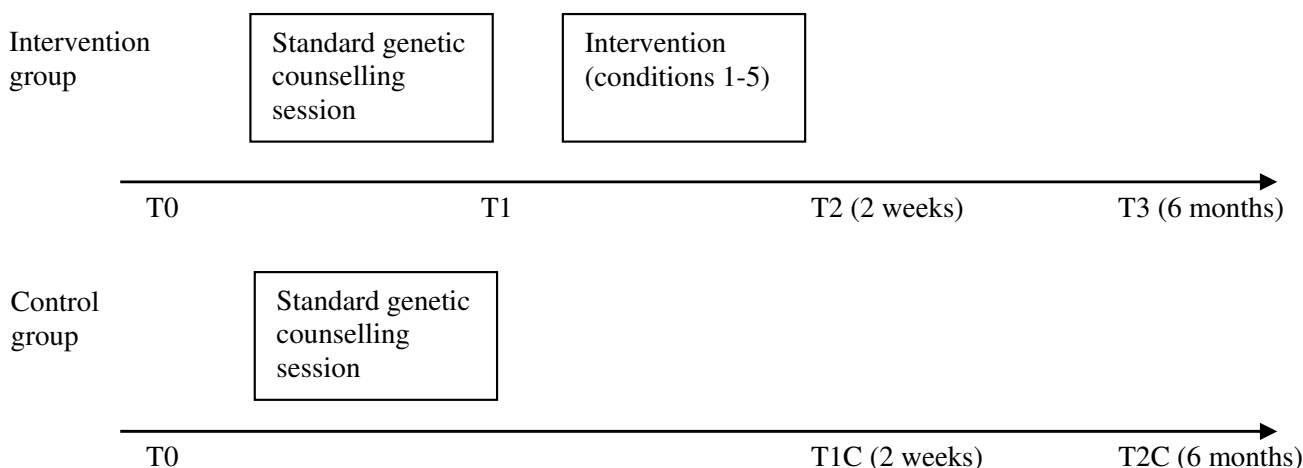 Intervention
group
Standard genetic
counselling
session
Intervention
(conditions 1-5)
T0
T1
T2 (2 weeks)
T3 (6 months)
Control
group
Standard genetic
counselling
session
T0
T1C (2 weeks)
T2C (6 months)